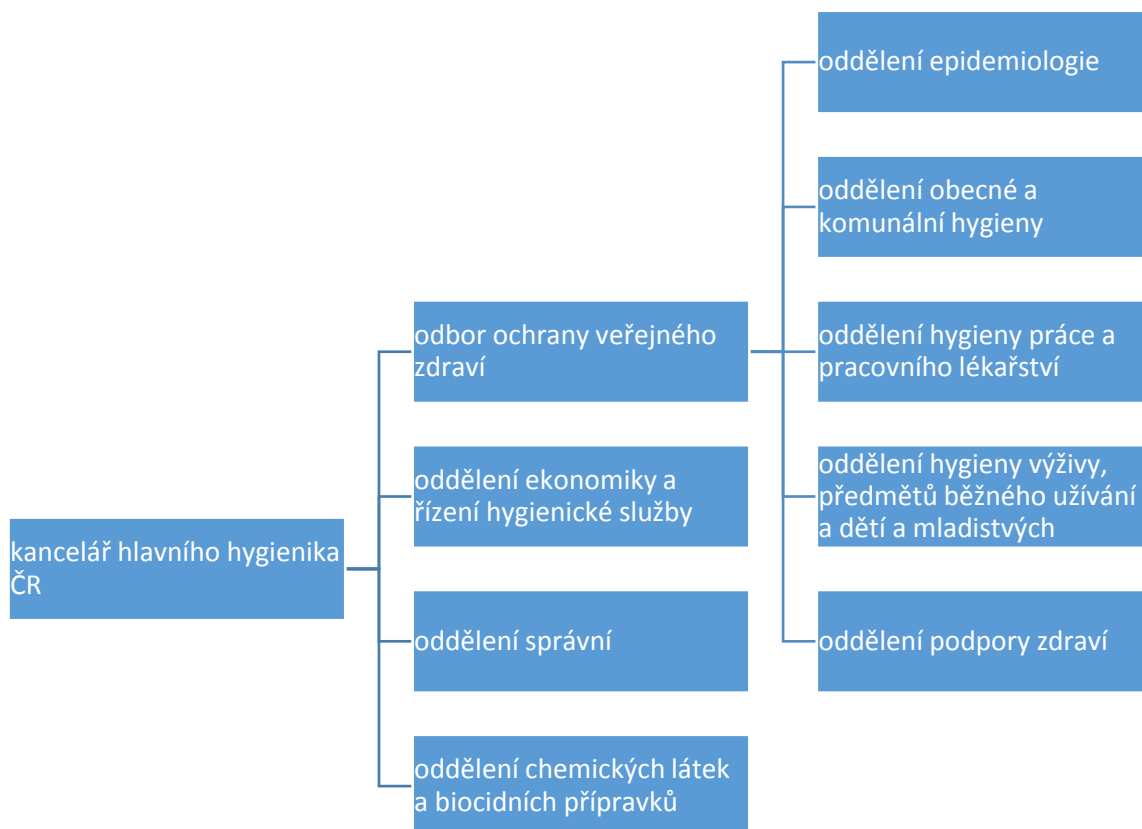 kancelář hlavního hygienika
ČR
odbor ochrany veřejného
zdraví
oddělení ekonomiky a
řízení hygienické služby
oddělení správní
oddělení chemických látek
a biocidních přípravků
oddělení epidemiologie
oddělení obecné a
komunální hygieny
oddělení hygieny práce a
pracovního lékařství
oddělení hygieny výživy,
předmětů běžného užívání
a dětí a mladistvých
oddělení podpory zdraví